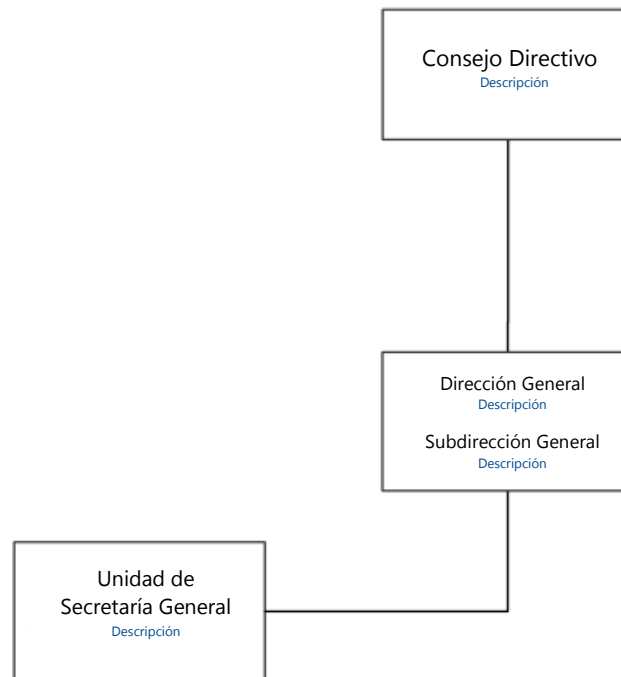 Consejo Directivo
Descripción
Dirección General
Descripción
Subdirección General
Descripción
Unidad de
Secretaría General
Descripción